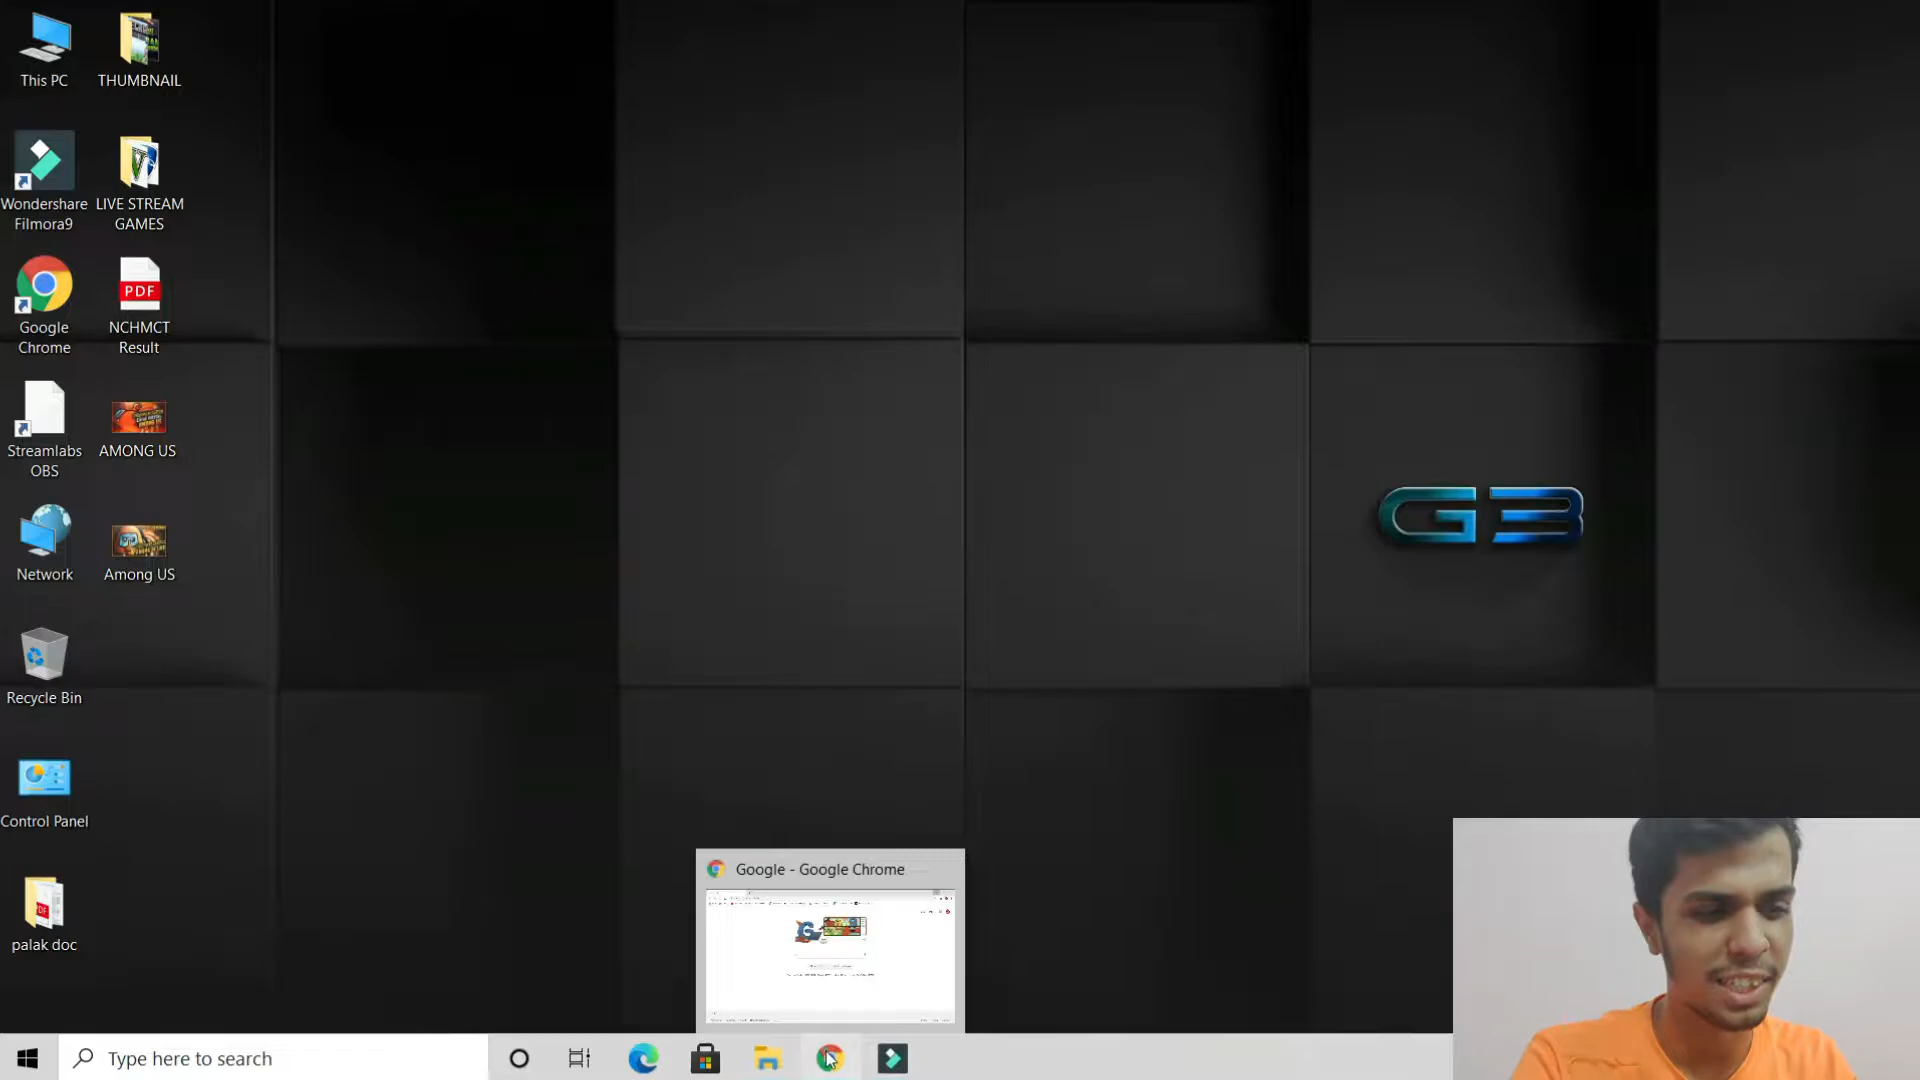 This PC
THUMBNAIL
Wondershare
Filmora9
LIVE STREAM
GAMES
Google
Chrome
PDF
NCHMCT
Result
Streamlabs
OBS
AMONG US
Network
Among US
Recycle Bin
Control Panel
PDF
palak doc
G3
Google - Google Chrome
Type here to search